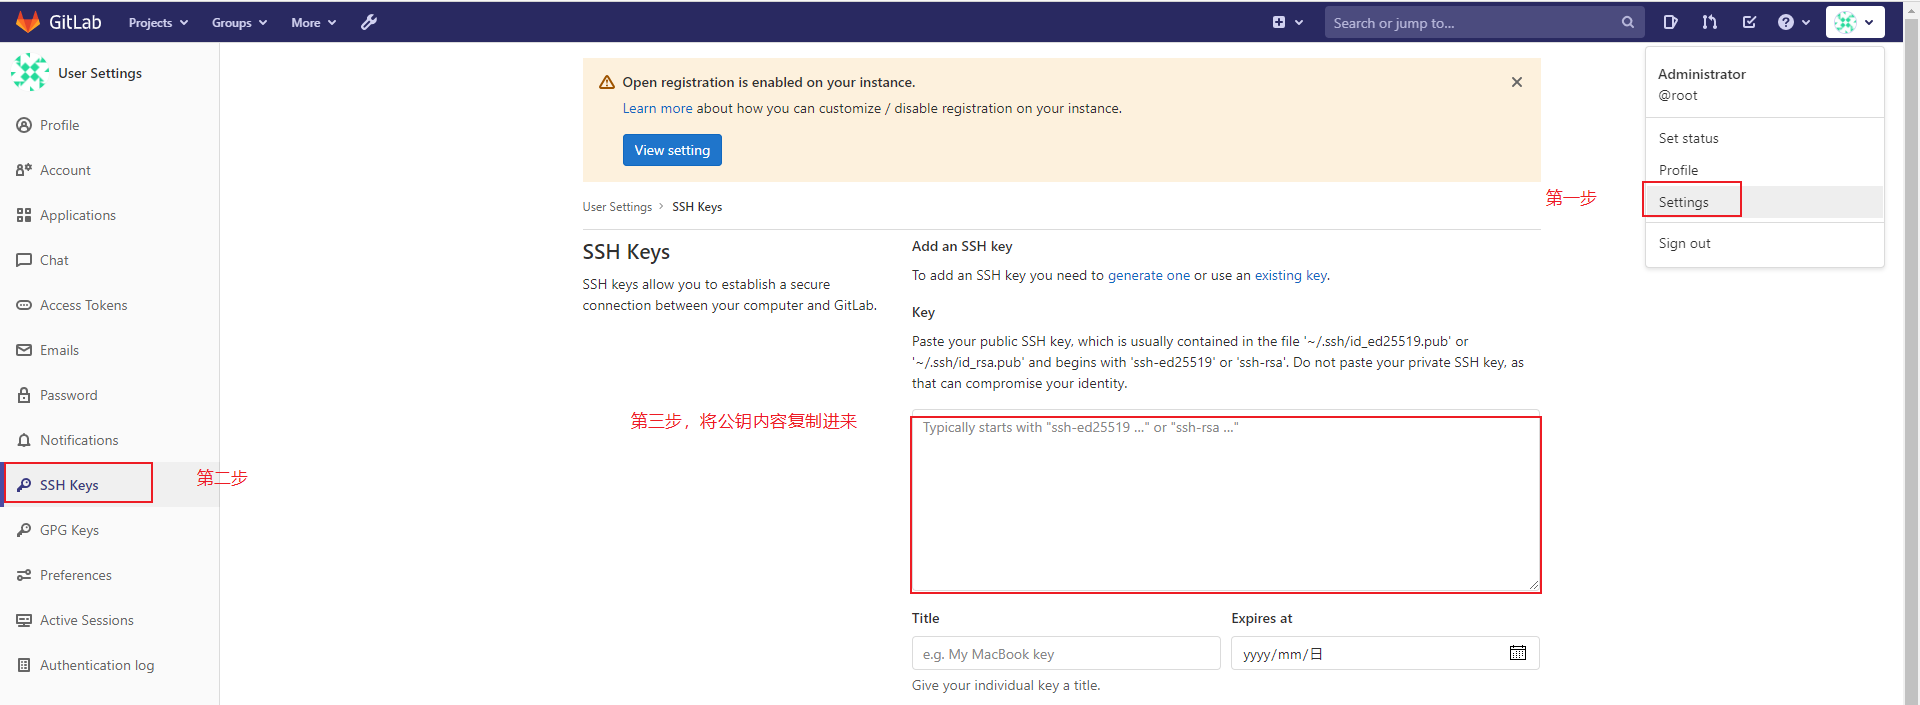 GitLab
Projects
Groups
More
Search or jump to...
User Settings
Profile
Account
Applications
Chat
Access Tokens
Emails
Password
Notifications
SSH Keys
第二步
GPG Keys
Preferences
Active Sessions
Authentication log
Open registration is enabled on your instance.
Learn more about how you can customize / disable registration on your instance.
View setting
User Settings > SSH Keys
SSH Keys
SSH keys allow you to establish a secure
connection between your computer and GitLab.
Add an SSH key
To add an SSH key you need to generate one or use an existing key.
Key
Paste your public SSH key, which is usually contained in the file '~/.ssh/id_ed25519.pub' or
'~/.ssh/id_rsa.pub' and begins with 'ssh-ed25519' or 'ssh-rsa'. Do not paste your private SSH key, as
that can compromise your identity.
第三步，将公钥内容复制进来
Typically starts with "ssh-ed25519 ..." or "ssh-rsa ..."
Title
Expires at
e.g. My MacBook key
yyyy/mm/日
Give your individual key a title.
第一步
Administrator
@root
Set status
Profile
Settings
Sign out